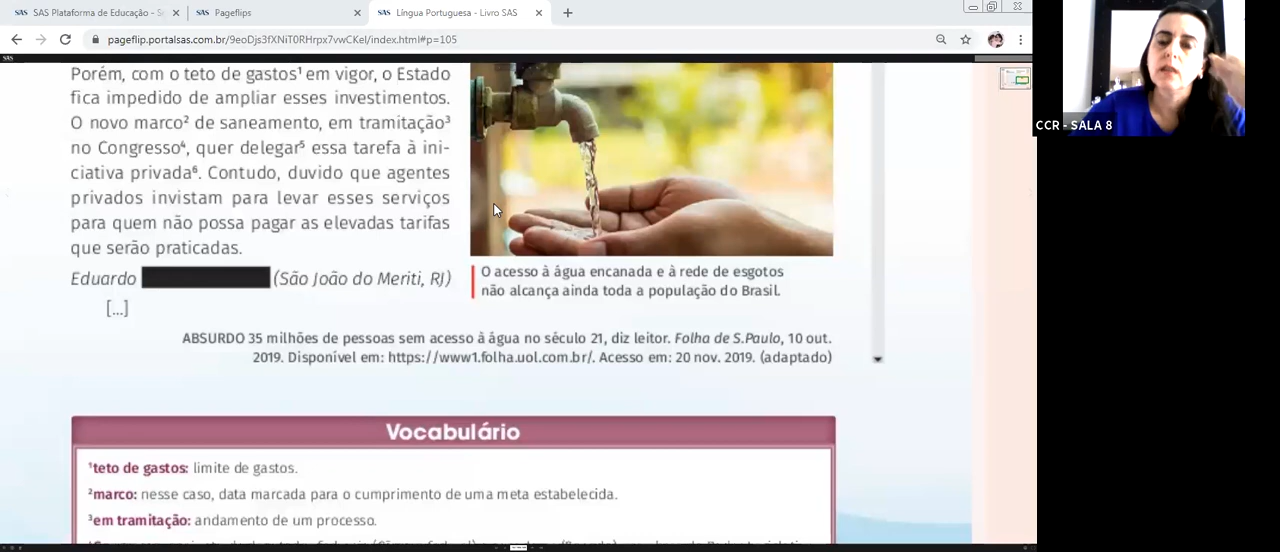 SAS Plataforma de Educação - S
Pageflips
Língua Portuguesa - Livro SAS
pageflip.portalsas.com.br/9eoDjs3fXNiT0RHrpx7vwCKel/index.html#p=105
SAS
Porém, com o teto de gastos¹ em vigor, o Estado
fica impedido de ampliar esses investimentos.
O novo marco² de saneamento, em tramitação³
no Congresso⁴, quer delegar⁵ essa tarefa à ini-
ciativa privada⁶. Contudo, duvido que agentes
privados invistam para levar esses serviços
para quem não possa pagar as elevadas tarifas
que serão praticadas.
Eduardo (São João do Meriti, RJ)
[...]
O acesso à água encanada e à rede de esgotos
não alcança ainda toda a população do Brasil.
ABSURDO 35 milhões de pessoas sem acesso à água no século 21, diz leitor. Folha de S.Paulo, 10 out.
2019. Disponível em: https://www1.folha.uol.com.br/. Acesso em: 20 nov. 2019. (adaptado)
Vocabulário
¹teto de gastos: limite de gastos.
²marco: nesse caso, data marcada para o cumprimento de uma meta estabelecida.
³em tramitação: andamento de um processo.
CCR - SALA 8